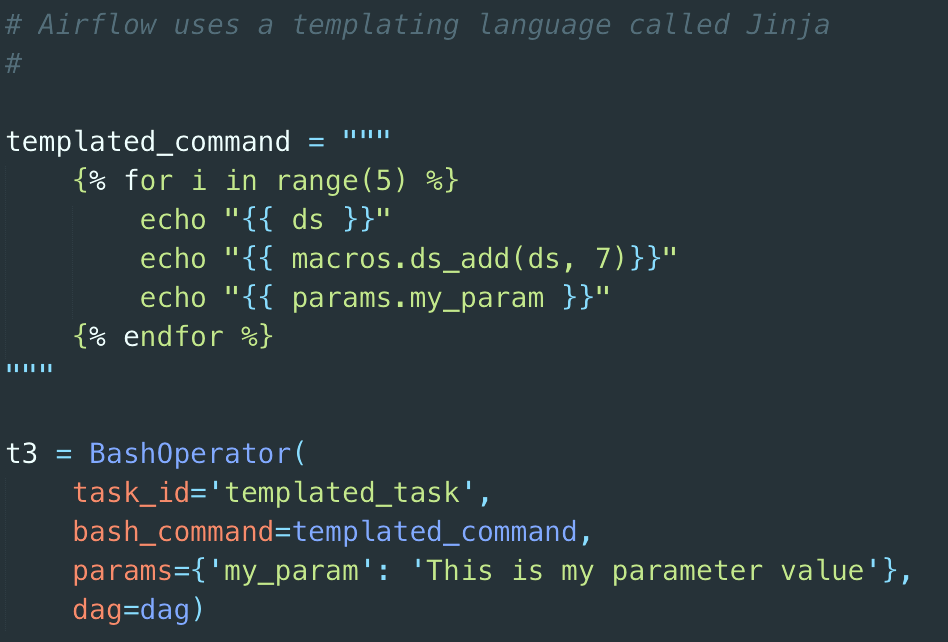 # Airflow uses a templating language called Jinja
#
templated_command = """
    {% for i in range(5) %}
        echo "{{ ds }}"
        echo "{{ macros.ds_add(ds, 7)}}"
        echo "{{ params.my_param }}"
    {% endfor %}
"""
t3 = BashOperator(
    task_id='templated_task',
    bash_command=templated_command,
    params={'my_param': 'This is my parameter value'},
    dag=dag)